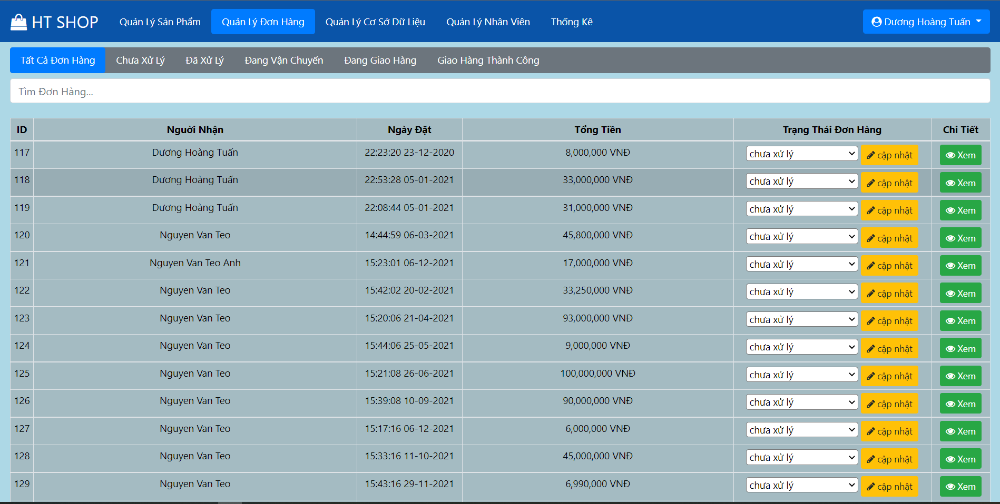 HT SHOP Quản Lý Sản Phẩm Quản Lý Đơn Hàng Quản Lý Cơ Sở Dữ Liệu Quản Lý Nhân Viên Thống Kê Dương Hoàng Tuấn
Tất Cả Đơn Hàng Chưa Xử Lý Đã Xử Lý Đang Vận Chuyển Đang Giao Hàng Giao Hàng Thành Công
Tìm Đơn Hàng...
ID Người Nhận Ngày Đặt Tổng Tiền Trạng Thái Đơn Hàng Chi Tiết
117 Dương Hoàng Tuấn 22:23:20 23-12-2020 8,000,000 VNĐ chưa xử lý cập nhật Xem
118 Dương Hoàng Tuấn 22:53:28 05-01-2021 33,000,000 VNĐ chưa xử lý cập nhật Xem
119 Dương Hoàng Tuấn 22:08:44 05-01-2021 31,000,000 VNĐ chưa xử lý cập nhật Xem
120 Nguyen Van Teo 14:44:59 06-03-2021 45,800,000 VNĐ chưa xử lý cập nhật Xem
121 Nguyen Van Teo Anh 15:23:01 06-12-2021 17,000,000 VNĐ chưa xử lý cập nhật Xem
122 Nguyen Van Teo 15:42:02 20-02-2021 33,250,000 VNĐ chưa xử lý cập nhật Xem
123 Nguyen Van Teo 15:20:06 21-04-2021 93,000,000 VNĐ chưa xử lý cập nhật Xem
124 Nguyen Van Teo 15:44:06 25-05-2021 9,000,000 VNĐ chưa xử lý cập nhật Xem
125 Nguyen Van Teo 15:21:08 26-06-2021 100,000,000 VNĐ chưa xử lý cập nhật Xem
126 Nguyen Van Teo 15:39:08 10-09-2021 90,000,000 VNĐ chưa xử lý cập nhật Xem
127 Nguyen Van Teo 15:17:16 06-12-2021 6,000,000 VNĐ chưa xử lý cập nhật Xem
128 Nguyen Van Teo 15:33:16 11-10-2021 45,000,000 VNĐ chưa xử lý cập nhật Xem
129 Nguyen Van Teo 15:43:16 29-11-2021 6,990,000 VNĐ chưa xử lý cập nhật Xem